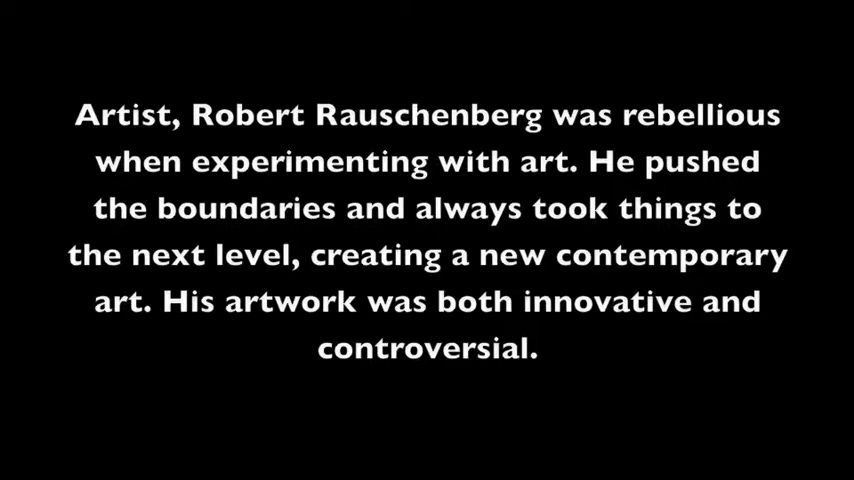 Artist, Robert Rauschenberg was rebellious
when experimenting with art. He pushed
the boundaries and always took things to
the next level, creating a new contemporary
art. His artwork was both innovative and
controversial.